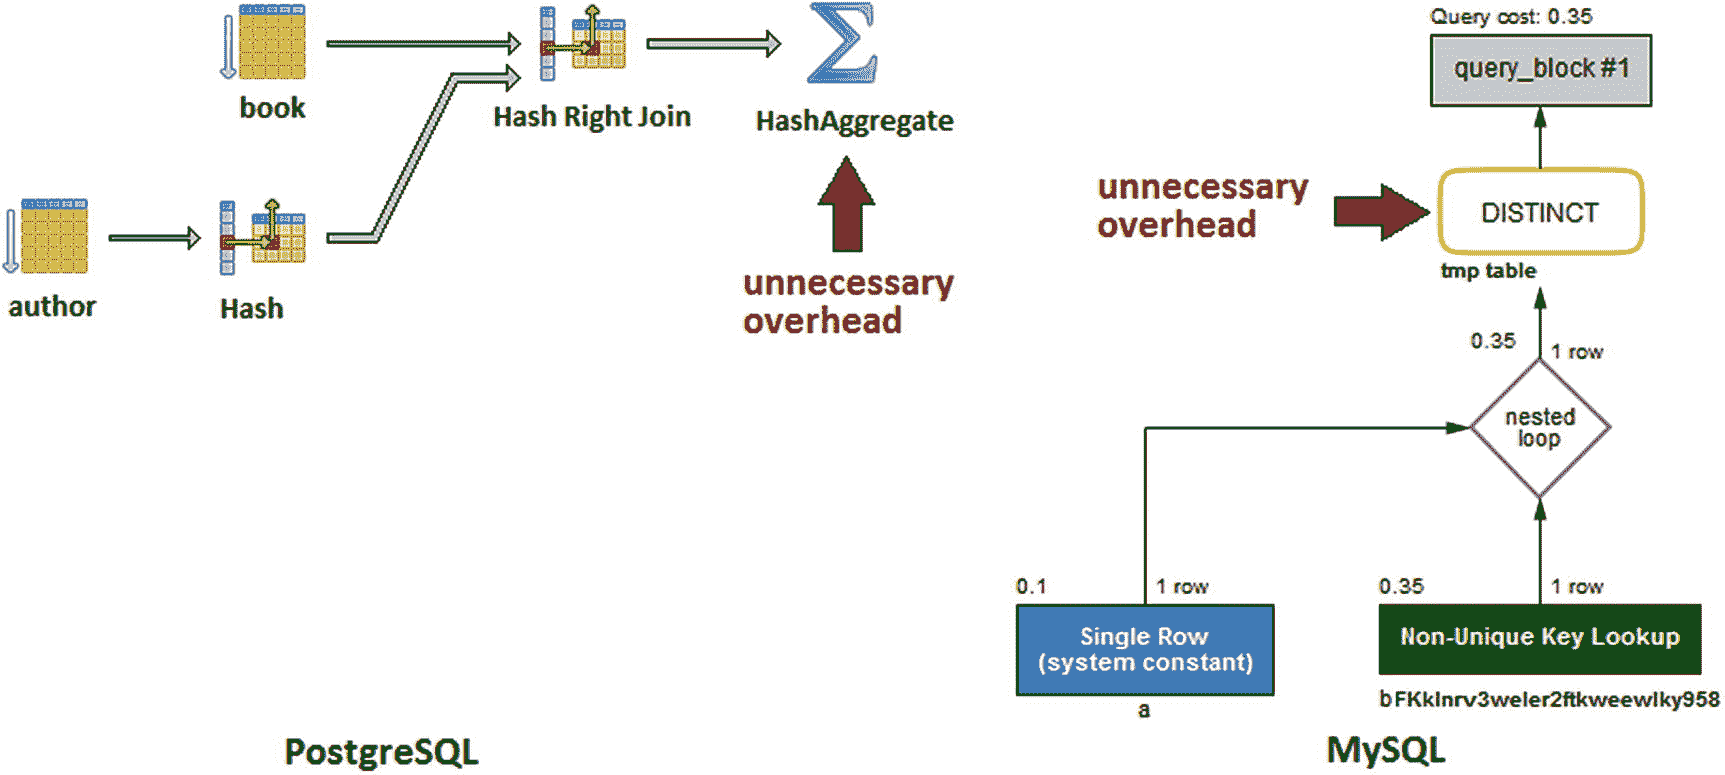 book
Hash Right Join
HashAggregate
author
Hash
unnecessary
overhead
PostgreSQL
Query cost: 0.35
query_block #1
unnecessary
overhead
DISTINCT
tmp table
0.35
1 row
nested
loop
0.1
1 row
Single Row
(system constant)
a
0.35
1 row
Non-Unique Key Lookup
bFKklnrv3weler2ftkweewlky958
MySQL